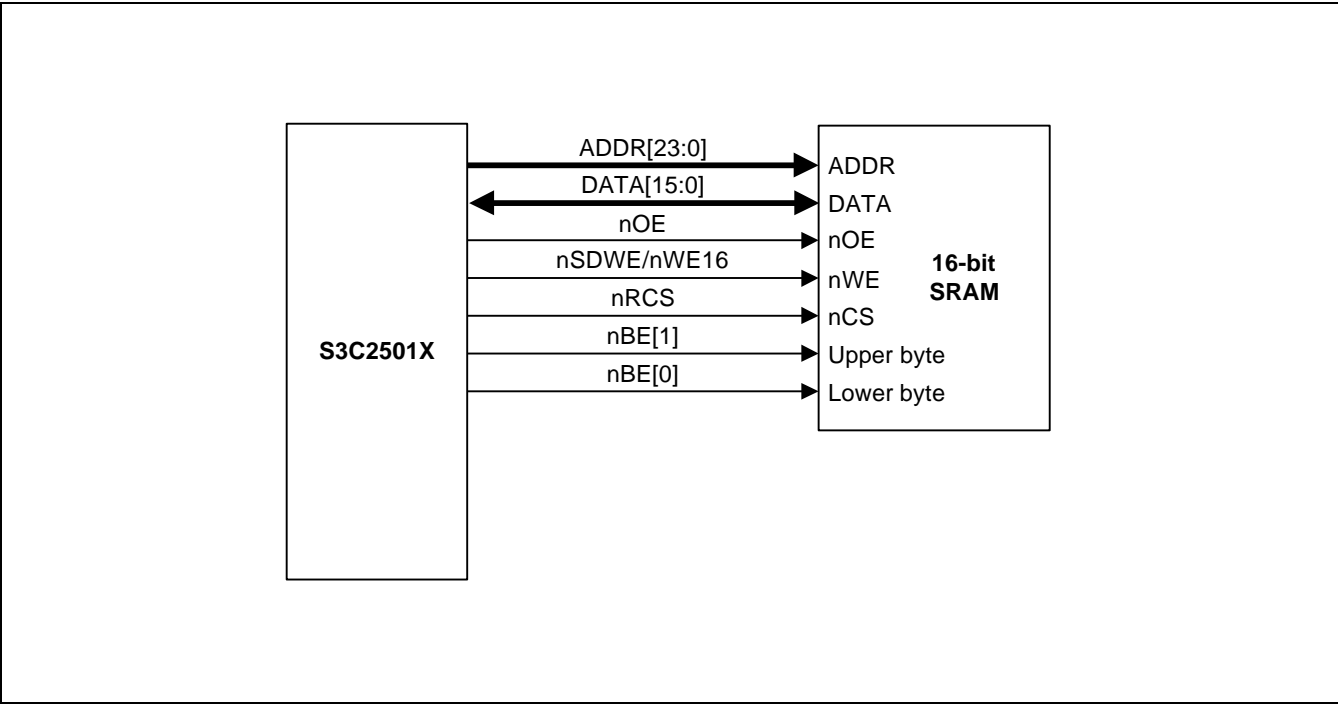 ADDR[23:0]
ADDR
DATA[15:0]
DATA
nOE
nOE
nSDWE/nWE16
nWE
16-bit
SRAM
nRCS
nCS
S3C2501X
nBE[1]
Upper byte
nBE[0]
Lower byte